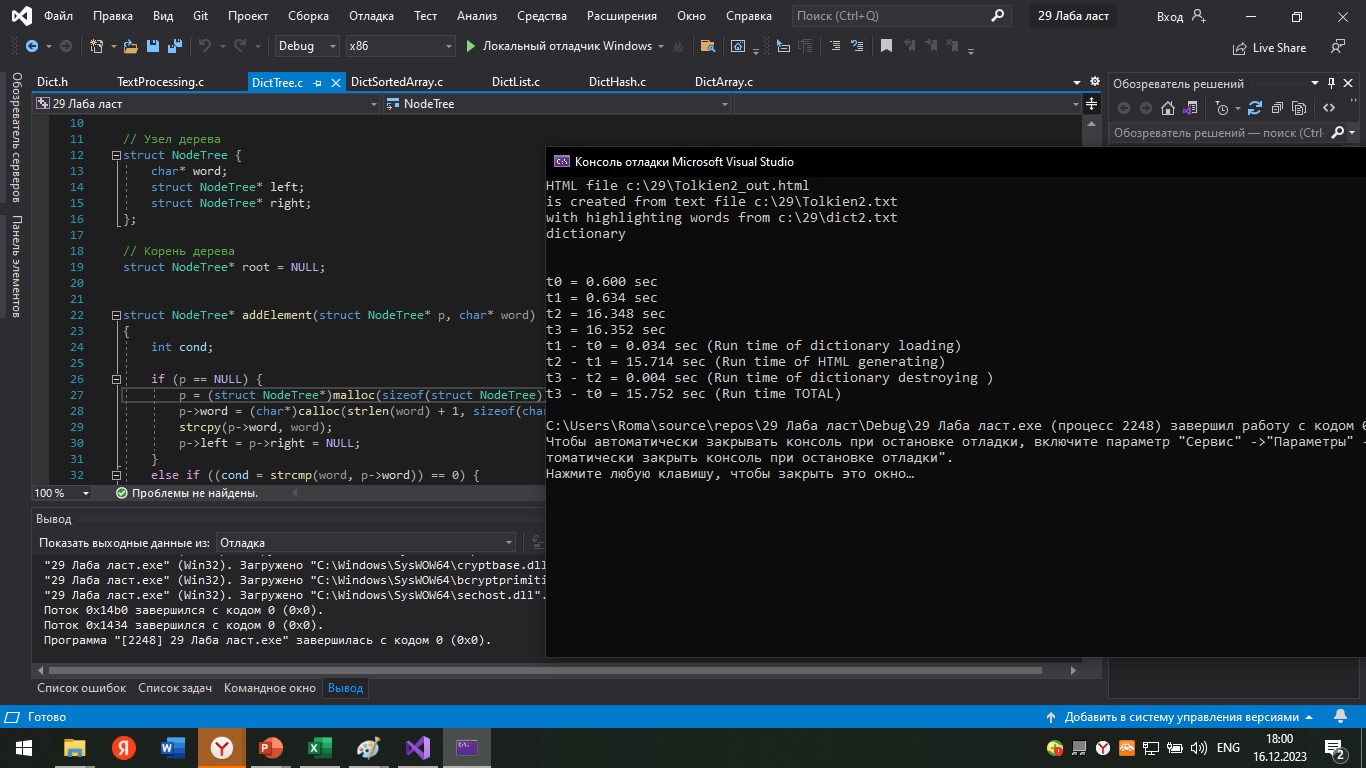 Файл Правка Вид Git Проект Сборка Отладка Тест Анализ Средства Расширения Окно Справка Поиск (Ctrl+Q) 29 Лаба ласт Вход
Debug x86 Локальный отладчик Windows Live Share
Обозреватель серверов
Панель элементов
Dict.h TextProcessing.c DictTree.c DictSortedArray.c DictList.c DictHash.c DictArray.c
29 Лаба ласт NodeTree
Обозреватель решений
Обозреватель решений — поиск (Ctrl-
10
11 // Узел дерева
12 struct NodeTree {
13 char* word;
14 struct NodeTree* left;
15 struct NodeTree* right;
16 };
17
18 // Корень дерева
19 struct NodeTree* root = NULL;
20
21
22 struct NodeTree* addElement(struct NodeTree* p, char* word)
23 {
24 int cond;
25
26 if (p == NULL) {
27 p = (struct NodeTree*)malloc(sizeof(struct NodeTree)
28 p->word = (char*)calloc(strlen(word) + 1, sizeof(cha
29 strcpy(p->word, word);
30 p->left = p->right = NULL;
31 }
32 else if ((cond = strcmp(word, p->word)) == 0) {
100 % Проблемы не найдены.
Консоль отладки Microsoft Visual Studio
HTML file c:\29\Tolkien2_out.html
is created from text file c:\29\Tolkien2.txt
with highlighting words from c:\29\dict2.txt
dictionary
t0 = 0.600 sec
t1 = 0.634 sec
t2 = 16.348 sec
t3 = 16.352 sec
t1 - t0 = 0.034 sec (Run time of dictionary loading)
t2 - t1 = 15.714 sec (Run time of HTML generating)
t3 - t2 = 0.004 sec (Run time of dictionary destroying )
t3 - t0 = 15.752 sec (Run time TOTAL)
C:\Users\Roma\source\repos\29 Лаба ласт\Debug\29 Лаба ласт.exe (процесс 2248) завершил работу с кодом 0
Чтобы автоматически закрывать консоль при остановке отладки, включите параметр "Сервис" ->"Параметры" -
томатически закрыть консоль при остановке отладки".
Нажмите любую клавишу, чтобы закрыть это окно…
Вывод
Показать выходные данные из: Отладка
"29 Лаба ласт.exe" (Win32). Загружено "C:\Windows\SysWOW64\cryptbase.dll
"29 Лаба ласт.exe" (Win32). Загружено "C:\Windows\SysWOW64\bcryptprimiti
"29 Лаба ласт.exe" (Win32). Загружено "C:\Windows\SysWOW64\sechost.dll".
Поток 0x14b0 завершился с кодом 0 (0x0).
Поток 0x1434 завершился с кодом 0 (0x0).
Программа "[2248] 29 Лаба ласт.exe" завершилась с кодом 0 (0x0).
Список ошибок Список задач Командное окно Вывод
Готово Добавить в систему управления версиями
ENG 18:00
16.12.2023
2